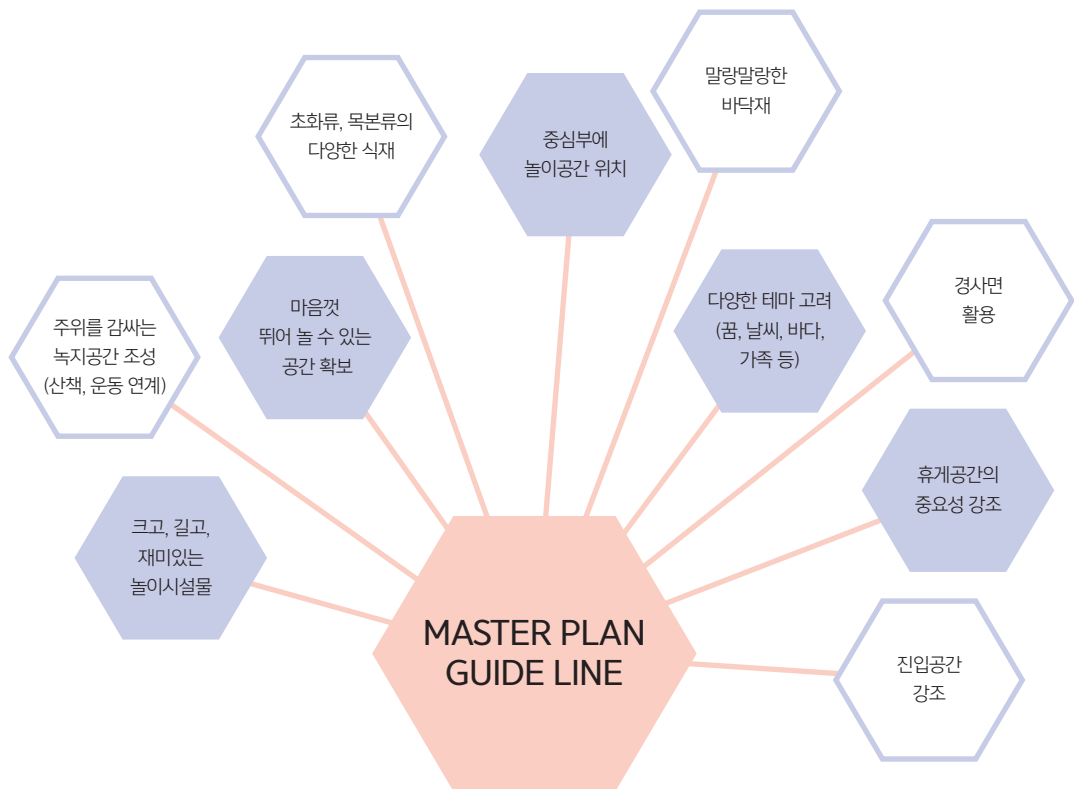 말랑말랑한
바닥재
초화류, 목본류의
다양한 식재
중심부에
놀이공간 위치
경사면
활용
마음껏
뛰어 놀 수 있는
공간 확보
다양한 테마 고려
(꿈, 날씨, 바다,
가족 등)
주위를 감싸는
녹지공간 조성
(산책, 운동 연계)
휴게공간의
중요성 강조
크고, 길고,
재미있는
놀이시설물
MASTER PLAN
GUIDE LINE
진입공간
강조